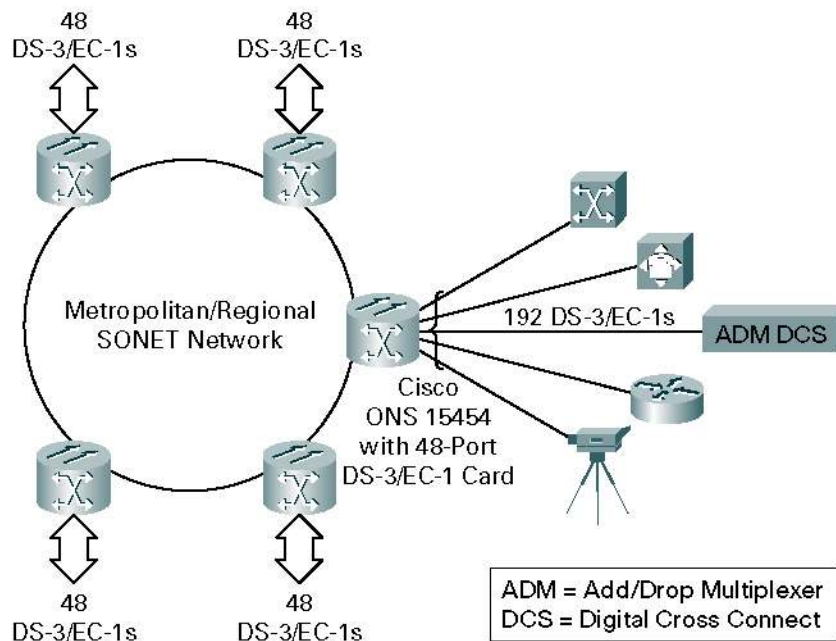 48
DS-3/EC-1s
48
DS-3/EC-1s
Metropolitan/Regional
SONET Network
192 DS-3/EC-1s
ADM DCS
Cisco
ONS 15454
with 48-Port
DS-3/EC-1 Card
48
DS-3/EC-1s
48
DS-3/EC-1s
ADM = Add/Drop Multiplexer
DCS = Digital Cross Connect